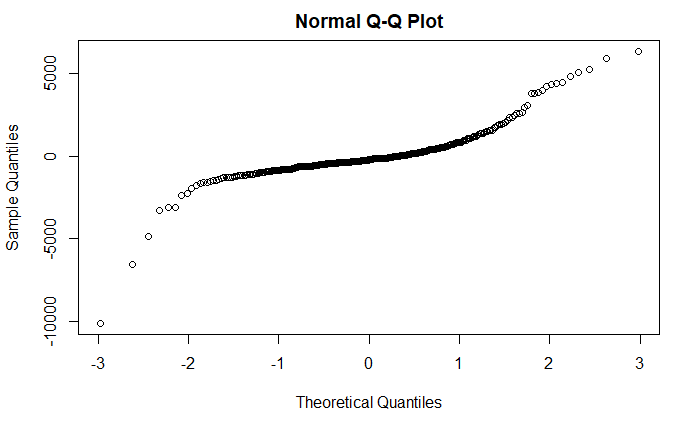 Normal Q-Q Plot
Sample Quantiles
5000
0
-5000
-10000
-3 -2 -1 0 1 2 3
Theoretical Quantiles